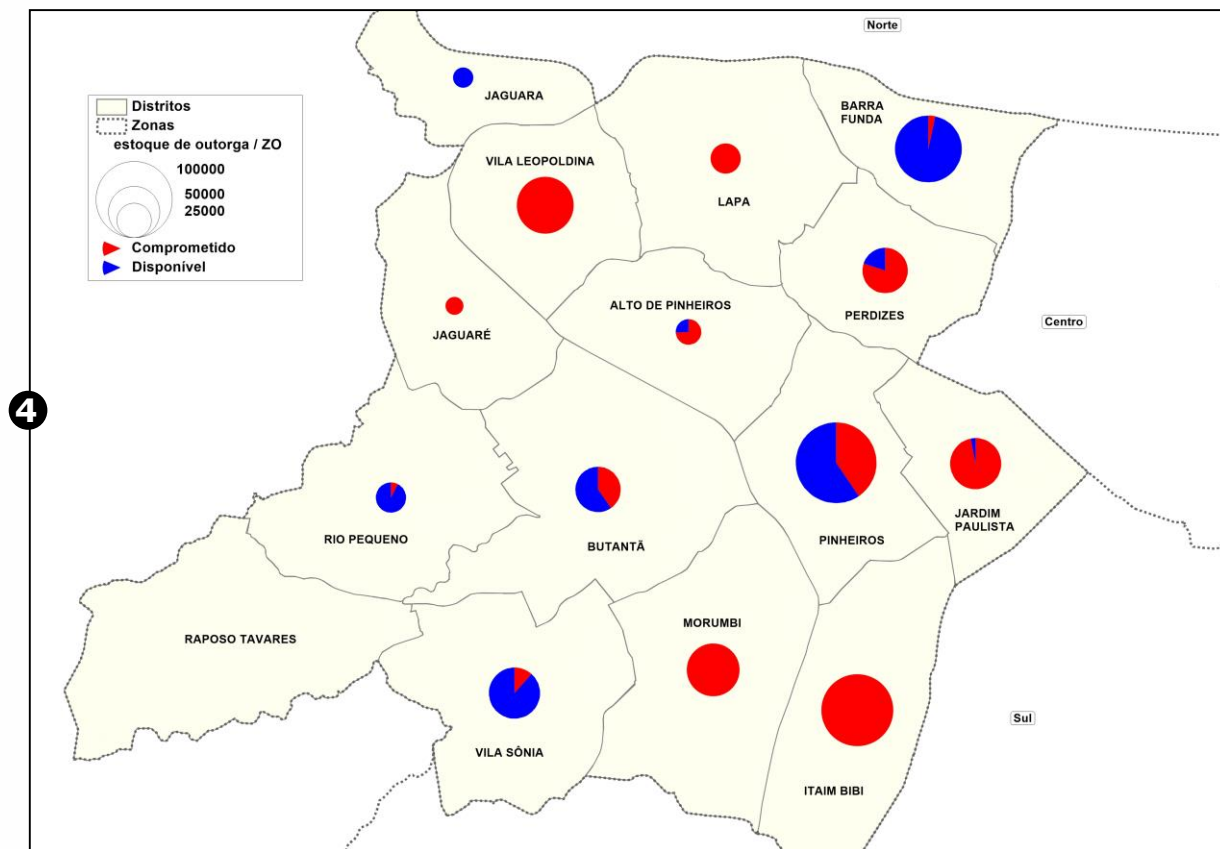 Norte
JAGUARA
BARRA
FUNDA
Distritos
Zonas
estoque de outorga / ZO
100000
50000
25000
Comprometido
Disponível
VILA LEOPOLDINA
LAPA
ALTO DE PINHEIROS
PERDIZES
Centro
JAGUARÉ
4
RIO PEQUENO
BUTANTÃ
PINHEIROS
JARDIM
PAULISTA
RAPOSO TAVARES
MORUMBI
VILA SÔNIA
ITAIM BIBI
Sul